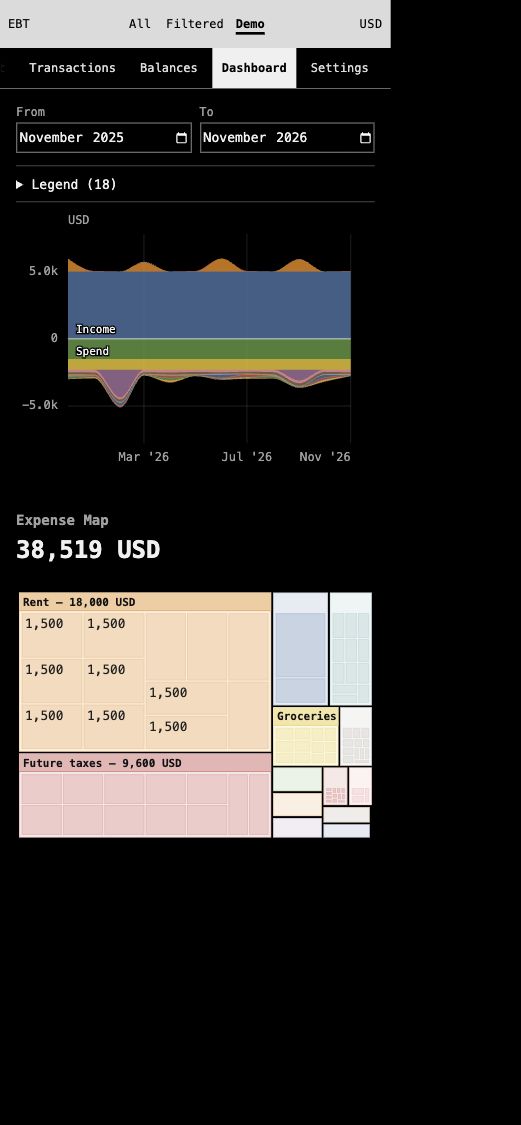 EBT All Filtered Demo USD
Transactions Balances Dashboard Settings
From To
November 2025 November 2026
Legend (18)
USD
5.0k
Income
0
Spend
−5.0k
Mar '26 Jul '26 Nov '26
Expense Map
38,519 USD
Rent — 18,000 USD
1,500 1,500
1,500 1,500
1,500
1,500 1,500
1,500
Groceries
Future taxes — 9,600 USD